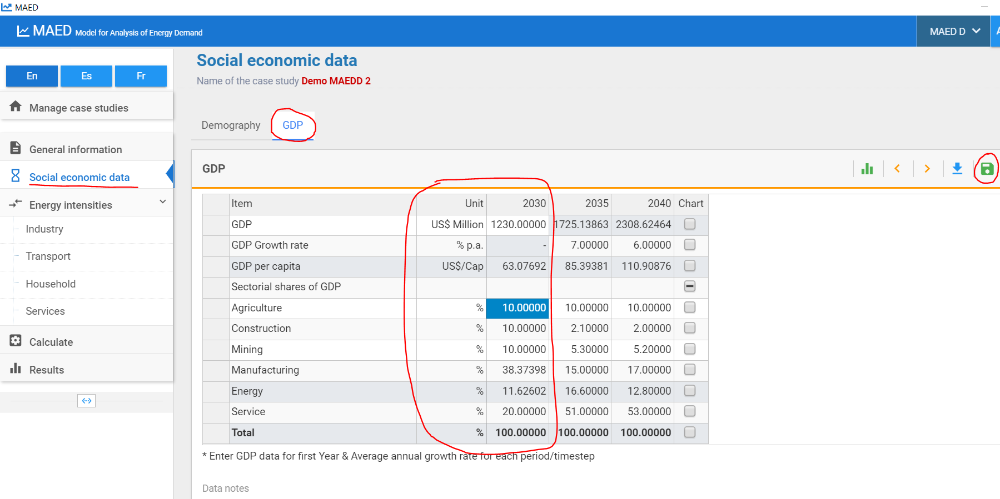 MAED
MAED Model for Analysis of Energy Demand
MAED D
En Es Fr
Manage case studies
General information
Social economic data
Energy intensities
Industry
Transport
Household
Services
Calculate
Results
Social economic data
Name of the case study Demo MAEDD 2
Demography GDP
GDP
Item Unit 2030 2035 2040 Chart
GDP US$ Million 1230.00000 1725.13863 2308.62464
GDP Growth rate % p.a. - 7.00000 6.00000
GDP per capita US$/Cap 63.07692 85.39381 110.90876
Sectorial shares of GDP
Agriculture % 10.00000 10.00000 10.00000
Construction % 10.00000 2.10000 2.00000
Mining % 10.00000 5.30000 5.20000
Manufacturing % 38.37398 15.00000 17.00000
Energy % 11.62602 16.60000 12.80000
Service % 20.00000 51.00000 53.00000
Total % 100.00000 100.00000 100.00000
* Enter GDP data for first Year & Average annual growth rate for each period/timestep
Data notes